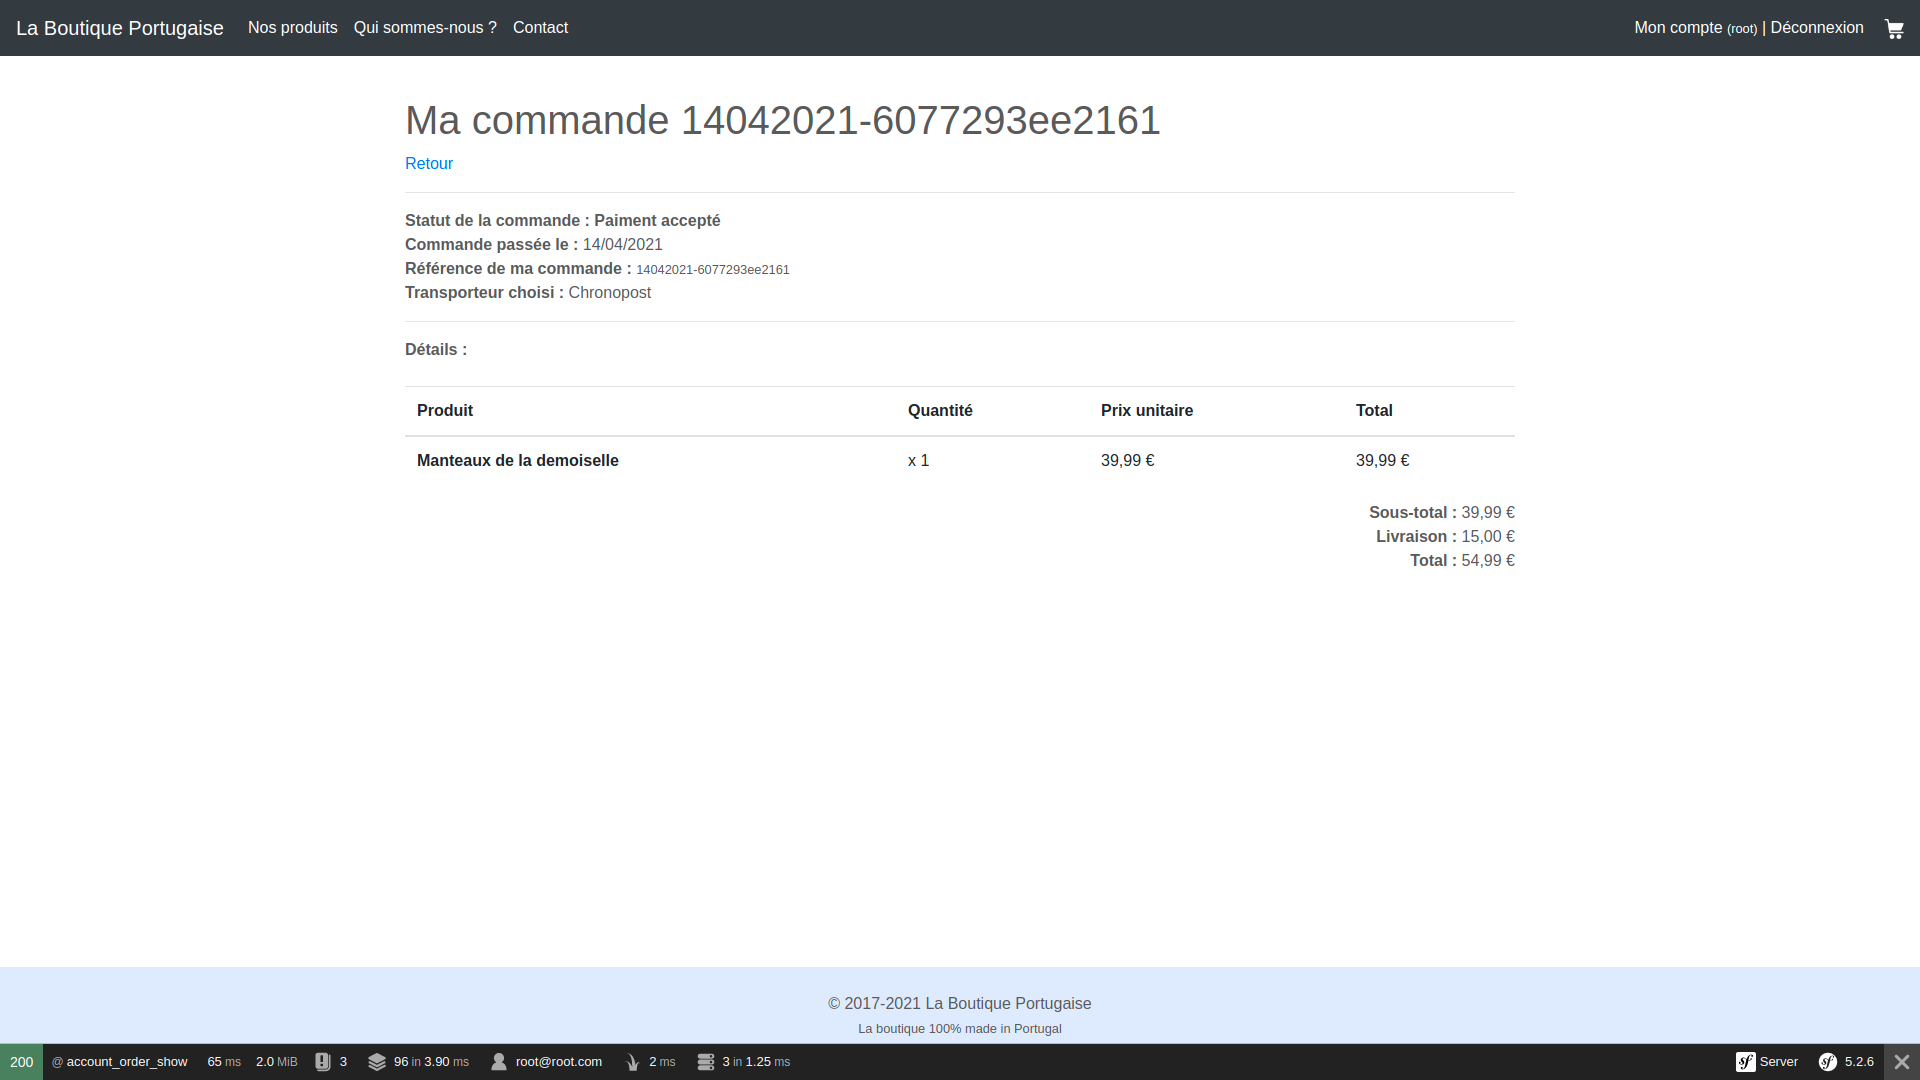 La Boutique Portugaise Nos produits Qui sommes-nous ? Contact Mon compte (root) | Déconnexion
Ma commande 14042021-6077293ee2161
Retour
Statut de la commande : Paiment accepté
Commande passée le : 14/04/2021
Référence de ma commande : 14042021-6077293ee2161
Transporteur choisi : Chronopost
Détails :
Produit Quantité Prix unitaire Total
Manteaux de la demoiselle x 1 39,99 € 39,99 €
Sous-total : 39,99 €
Livraison : 15,00 €
Total : 54,99 €
© 2017-2021 La Boutique Portugaise
La boutique 100% made in Portugal
200 @ account_order_show 65 ms 2.0 MiB 3 96 in 3.90 ms root@root.com 2 ms 3 in 1.25 ms Server 5.2.6